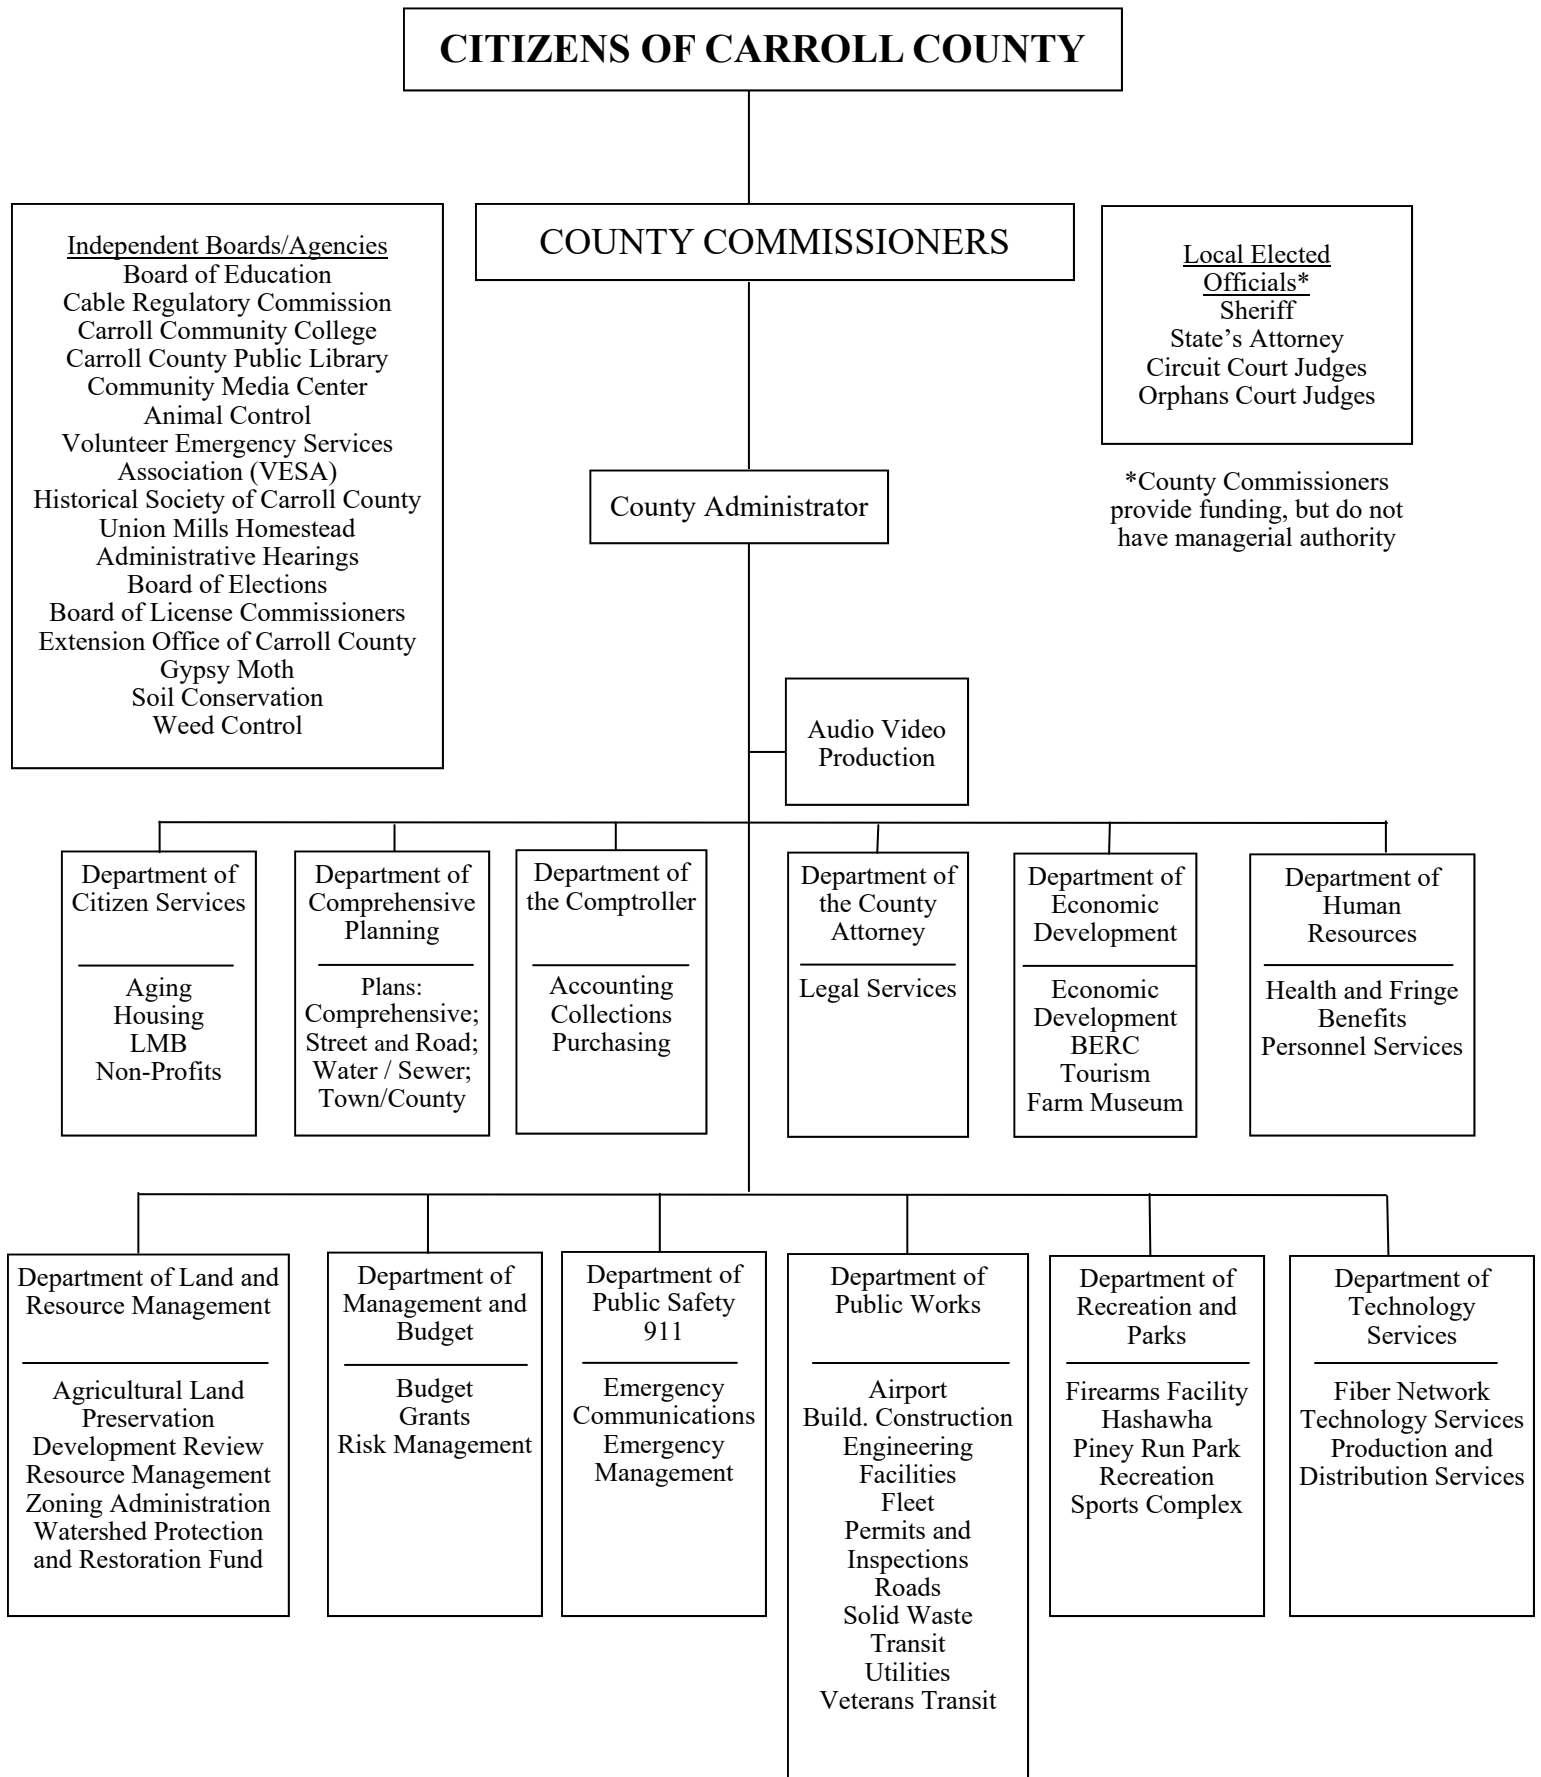 CITIZENS OF CARROLL COUNTY
Independent Boards/Agencies
Board of Education
Cable Regulatory Commission
Carroll Community College
Carroll County Public Library
Community Media Center
Animal Control
Volunteer Emergency Services
Association (VESA)
Historical Society of Carroll County
Union Mills Homestead
Administrative Hearings
Board of Elections
Board of License Commissioners
Extension Office of Carroll County
Gypsy Moth
Soil Conservation
Weed Control
COUNTY COMMISSIONERS
Local Elected
Officials*
Sheriff
State’s Attorney
Circuit Court Judges
Orphans Court Judges
*County Commissioners
provide funding, but do not
have managerial authority
County Administrator
Audio Video
Production
Department of
Citizen Services
Aging
Housing
LMB
Non-Profits
Department of
Comprehensive
Planning
Plans:
Comprehensive;
Street and Road;
Water / Sewer;
Town/County
Department of
the Comptroller
Accounting
Collections
Purchasing
Department of
the County
Attorney
Legal Services
Department of
Economic
Development
Economic
Development
BERC
Tourism
Farm Museum
Department of
Human
Resources
Health and Fringe
Benefits
Personnel Services
Department of Land and
Resource Management
Agricultural Land
Preservation
Development Review
Resource Management
Zoning Administration
Watershed Protection
and Restoration Fund
Department of
Management and
Budget
Budget
Grants
Risk Management
Department of
Public Safety
911
Emergency
Communications
Emergency
Management
Department of
Public Works
Airport
Build. Construction
Engineering
Facilities
Fleet
Permits and
Inspections
Roads
Solid Waste
Transit
Utilities
Veterans Transit
Department of
Recreation and
Parks
Firearms Facility
Hashawha
Piney Run Park
Recreation
Sports Complex
Department of
Technology
Services
Fiber Network
Technology Services
Production and
Distribution Services